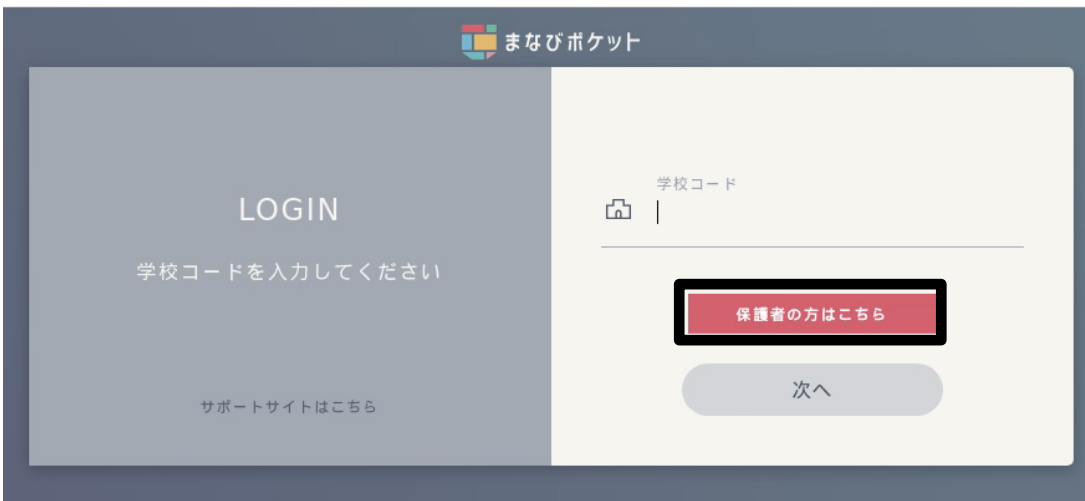 まなびポケット
LOGIN
学校コードを入力してください
サポートサイトはこちら
学校コード
保護者の方はこちら
次へ